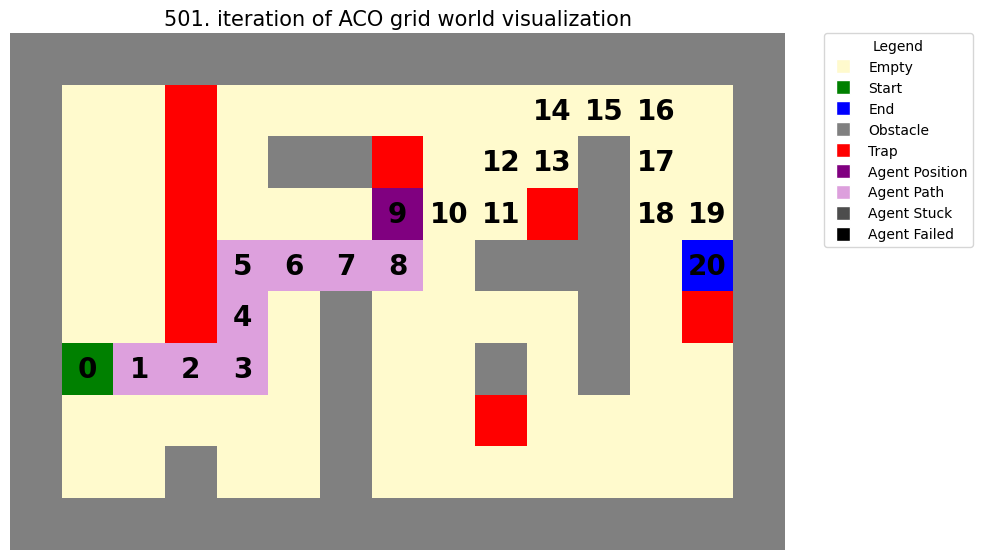 501. iteration of ACO grid world visualization
14 15 16
12 13 17
9 10 11 18 19
5 6 7 8 20
4
0 1 2 3
Legend
Empty
Start
End
Obstacle
Trap
Agent Position
Agent Path
Agent Stuck
Agent Failed